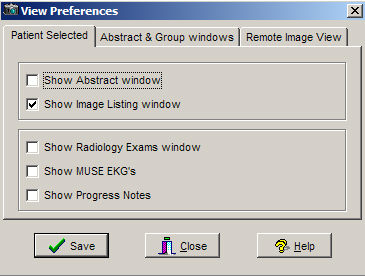 View Preferences
Patient Selected
Abstract & Group windows
Remote Image View
Show Abstract window
Show Image Listing window
Show Radiology Exams window
Show MUSE EKG's
Show Progress Notes
Save
Close
Help